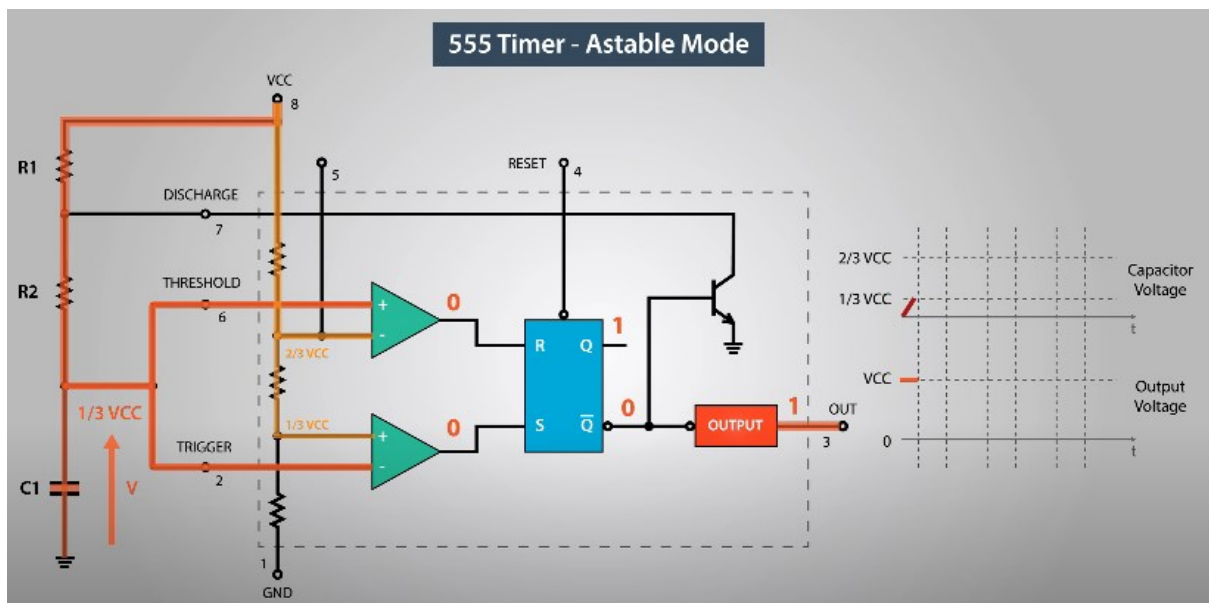 555 Timer - Astable Mode
VCC
8
R1
5
RESET
4
DISCHARGE
7
2/3 VCC
Capacitor
Voltage
R2
THRESHOLD
6
+
-
0
1
1/3 VCC
t
R
Q
2/3 VCC
VCC
Output
Voltage
1/3 VCC
0
0
1
OUT
1/3 VCC
+
-
S
Q
OUTPUT
3
0
t
TRIGGER
2
C1
V
1
GND